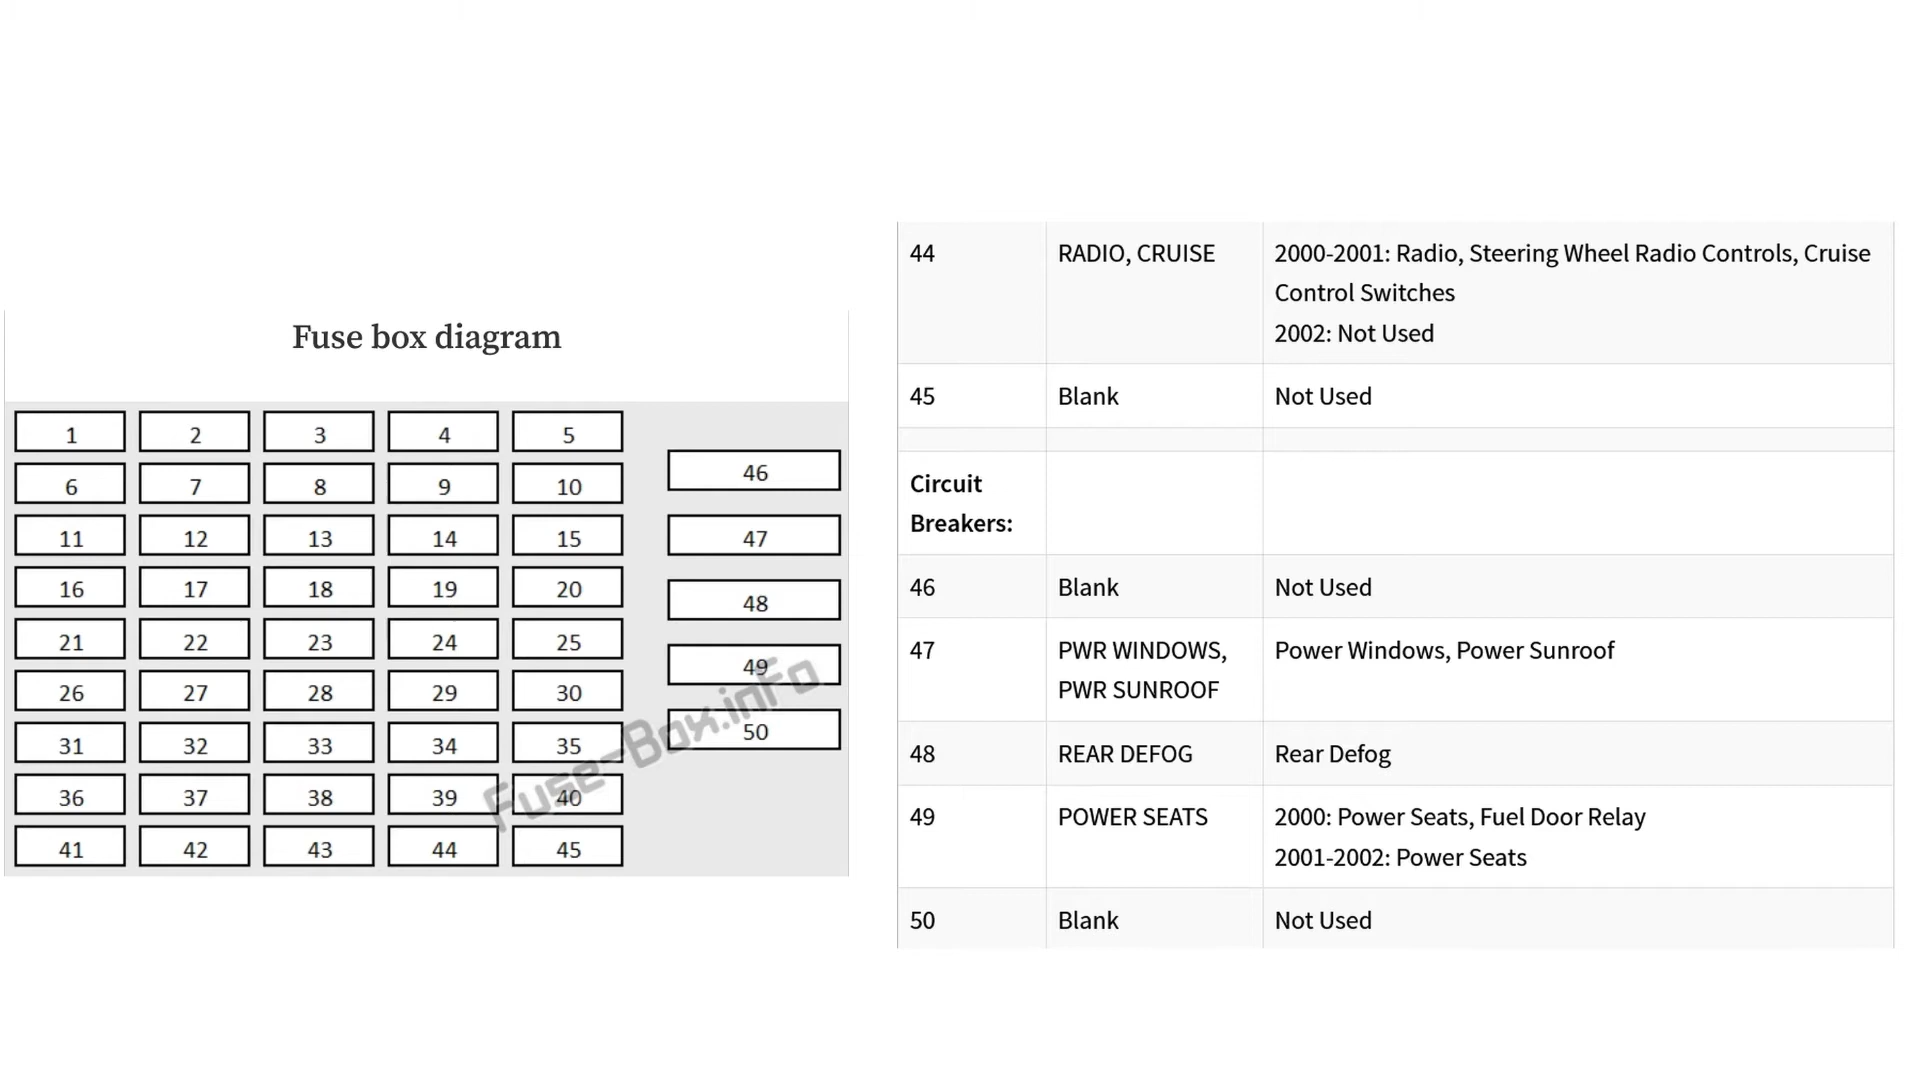 Fuse box diagram
1 2 3 4 5
6 7 8 9 10
11 12 13 14 15
16 17 18 19 20
21 22 23 24 25
26 27 28 29 30
31 32 33 34 35
36 37 38 39 40
41 42 43 44 45
46
47
48
49
50
Fuse-Box.info
44 RADIO, CRUISE 2000-2001: Radio, Steering Wheel Radio Controls, Cruise
Control Switches
2002: Not Used
45 Blank Not Used
Circuit
Breakers:
46 Blank Not Used
47 PWR WINDOWS, Power Windows, Power Sunroof
PWR SUNROOF
48 REAR DEFOG Rear Defog
49 POWER SEATS 2000: Power Seats, Fuel Door Relay
2001-2002: Power Seats
50 Blank Not Used